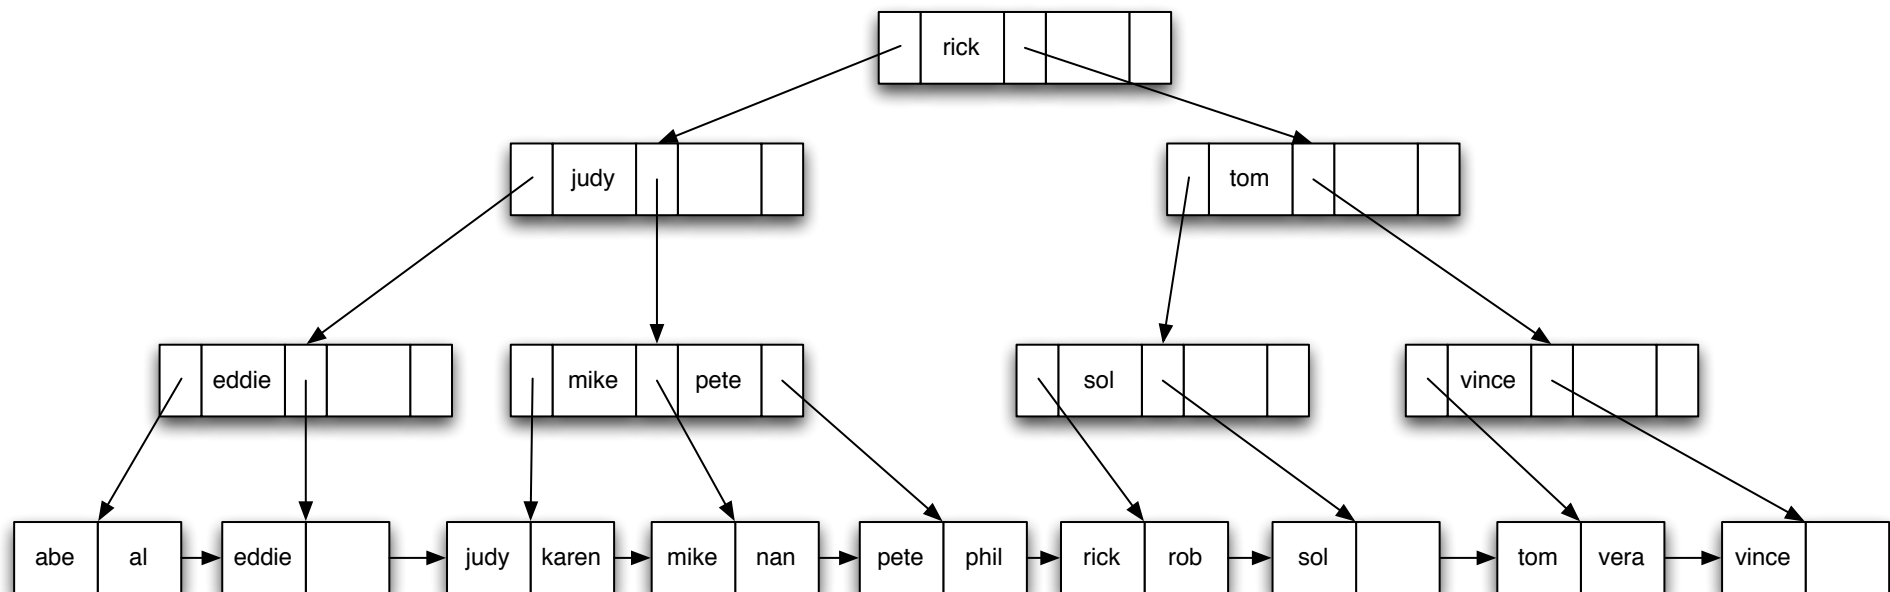 rick
judy tom
eddie mike pete sol vince
abe al eddie judy karen mike nan pete phil rick rob sol tom vera vince